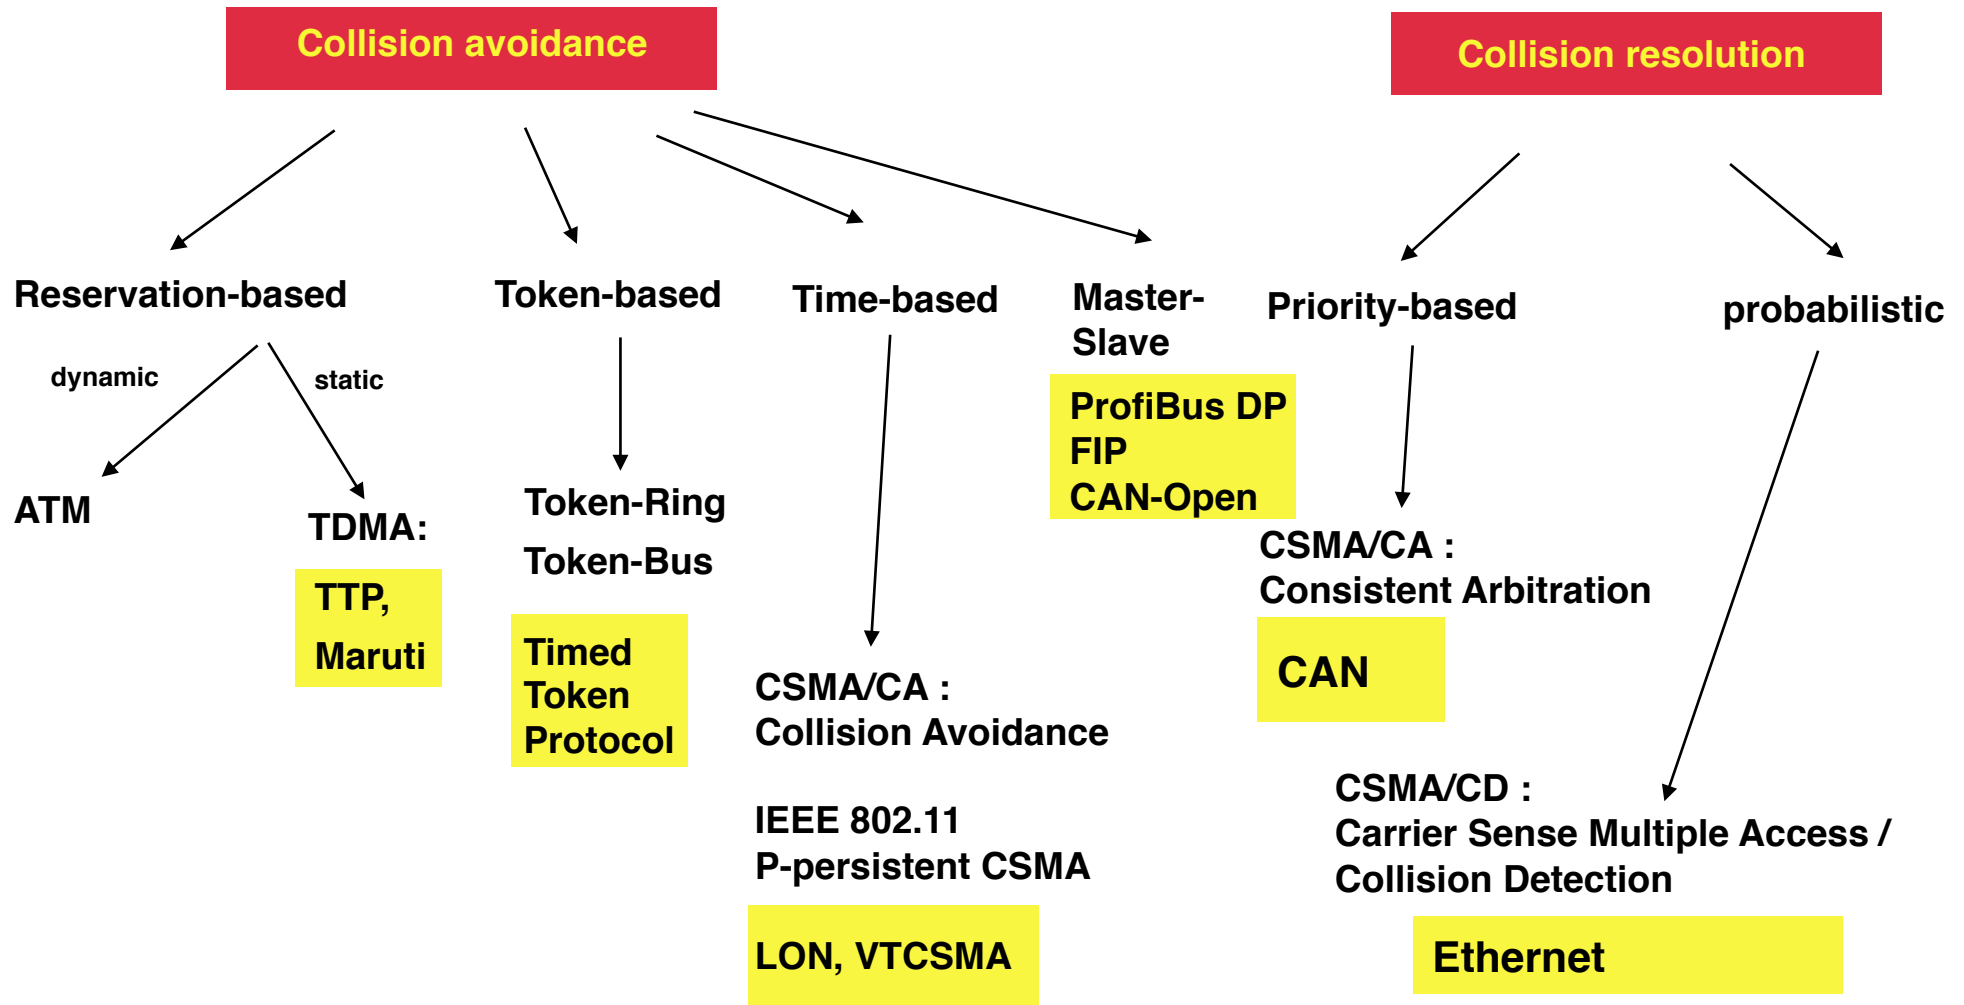 Collision avoidance
Collision resolution
Reservation-based
Token-based
Time-based
Master-
Slave
Priority-based
probabilistic
dynamic
static
ProfiBus DP
FIP
CAN-Open
ATM
TDMA:
TTP,
Maruti
Token-Ring
Token-Bus
Timed
Token
Protocol
CSMA/CA :
Collision Avoidance
IEEE 802.11
P-persistent CSMA
LON, VTCSMA
CSMA/CA :
Consistent Arbitration
CAN
CSMA/CD :
Carrier Sense Multiple Access /
Collision Detection
Ethernet